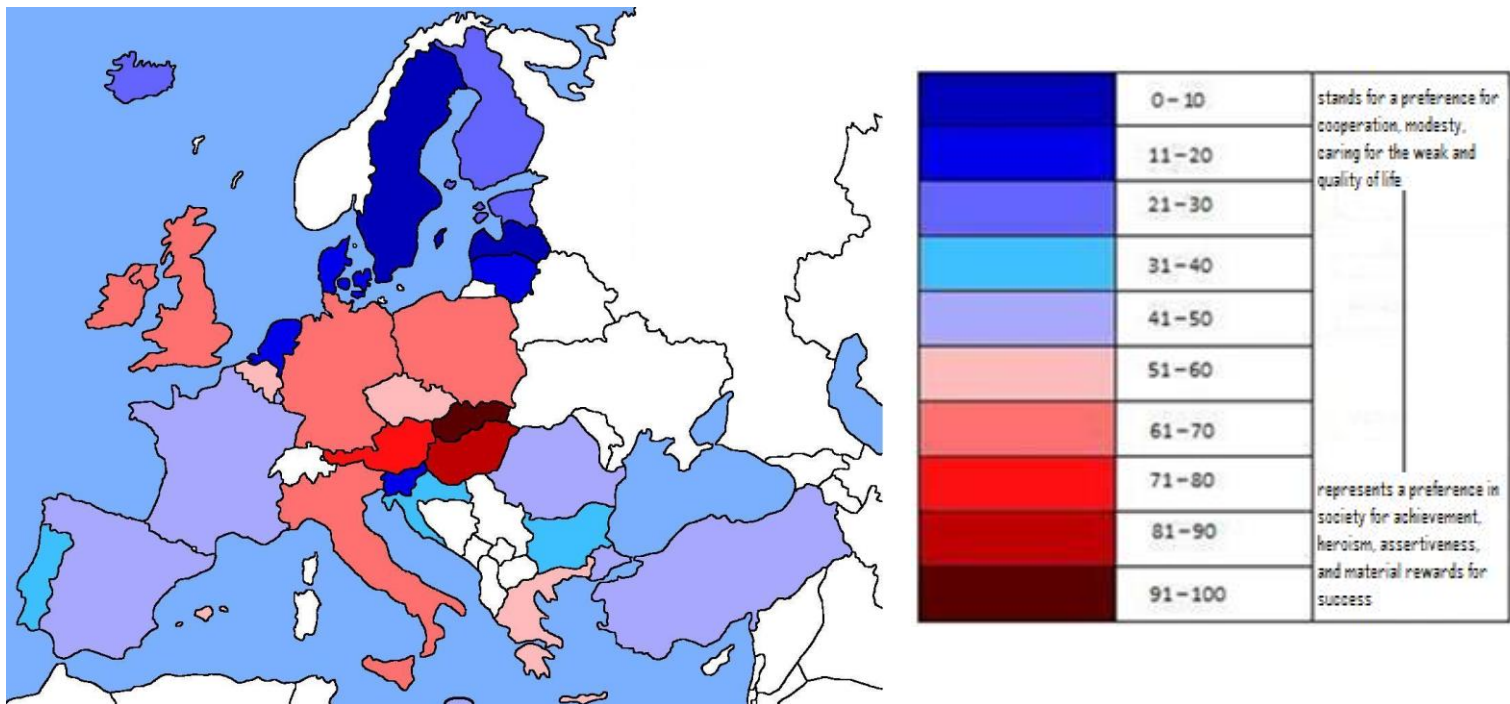 0 – 10
stands for a preference for
cooperation, modesty,
caring for the weak and
quality of life
11 – 20
21 – 30
31 – 40
41 – 50
51 – 60
61 – 70
71 – 80
81 – 90
91 – 100
represents a preference in
society for achievement,
heroism, assertiveness,
and material rewards for
success